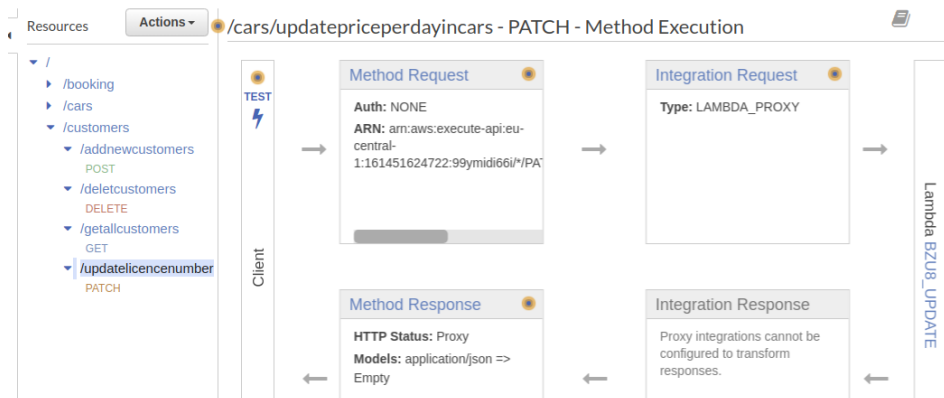 Resources
Actions
/cars/updatepriceperdayincars - PATCH - Method Execution
/
/booking
/cars
/customers
/addnewcustomers
POST
/deletcustomers
DELETE
/getallcustomers
GET
/updatelicencenumber
PATCH
TEST
Client
Method Request
Auth: NONE
ARN: arn:aws:execute-api:eu-
central-
1:161451624722:99ymidi66i/*/PAT
Integration Request
Type: LAMBDA_PROXY
Lambda BZU8_UPDATE
Method Response
HTTP Status: Proxy
Models: application/json =>
Empty
Integration Response
Proxy integrations cannot be
configured to transform
responses.